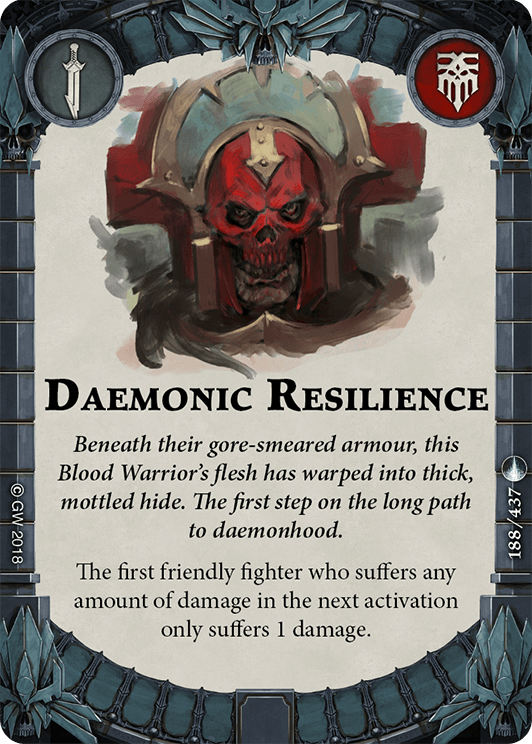 DAEMONIC RESILIENCE
Beneath their gore-smeared armour, this
Blood Warrior's flesh has warped into thick,
mottled hide. The first step on the long path
to daemonhood.
The first friendly fighter who suffers any
amount of damage in the next activation
only suffers 1 damage.
© GW 2018
188/437